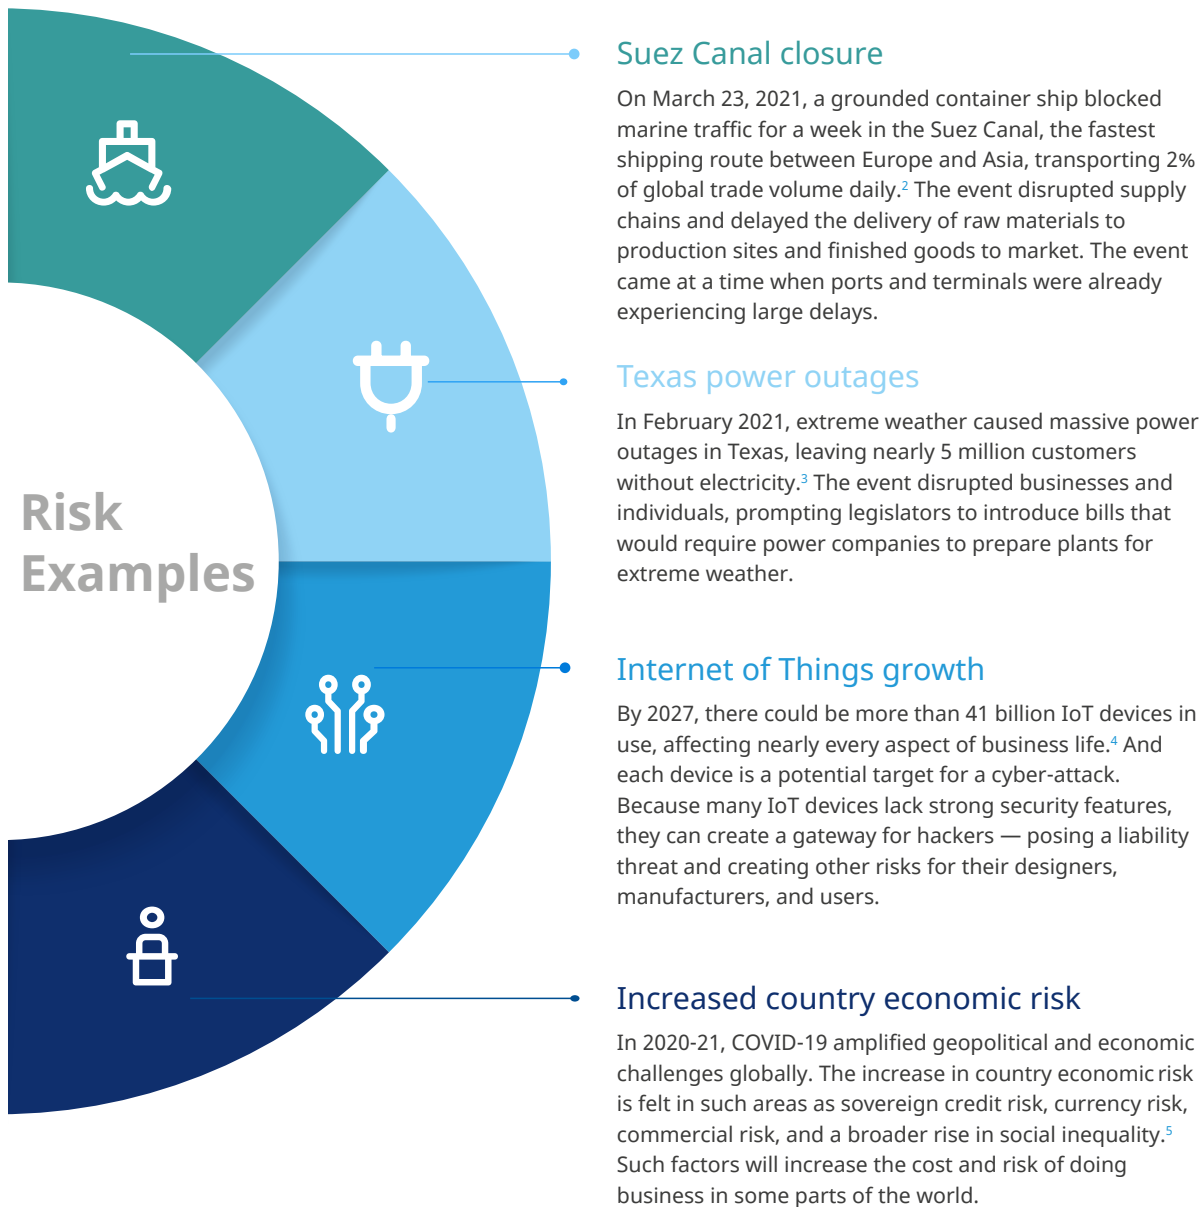 Risk
Examples
Suez Canal closure
On March 23, 2021, a grounded container ship blocked
marine traffic for a week in the Suez Canal, the fastest
shipping route between Europe and Asia, transporting 2%
of global trade volume daily.2 The event disrupted supply
chains and delayed the delivery of raw materials to
production sites and finished goods to market. The event
came at a time when ports and terminals were already
experiencing large delays.
Texas power outages
In February 2021, extreme weather caused massive power
outages in Texas, leaving nearly 5 million customers
without electricity.3 The event disrupted businesses and
individuals, prompting legislators to introduce bills that
would require power companies to prepare plants for
extreme weather.
Internet of Things growth
By 2027, there could be more than 41 billion IoT devices in
use, affecting nearly every aspect of business life.4 And
each device is a potential target for a cyber-attack.
Because many IoT devices lack strong security features,
they can create a gateway for hackers — posing a liability
threat and creating other risks for their designers,
manufacturers, and users.
Increased country economic risk
In 2020-21, COVID-19 amplified geopolitical and economic
challenges globally. The increase in country economic risk
is felt in such areas as sovereign credit risk, currency risk,
commercial risk, and a broader rise in social inequality.5
Such factors will increase the cost and risk of doing
business in some parts of the world.